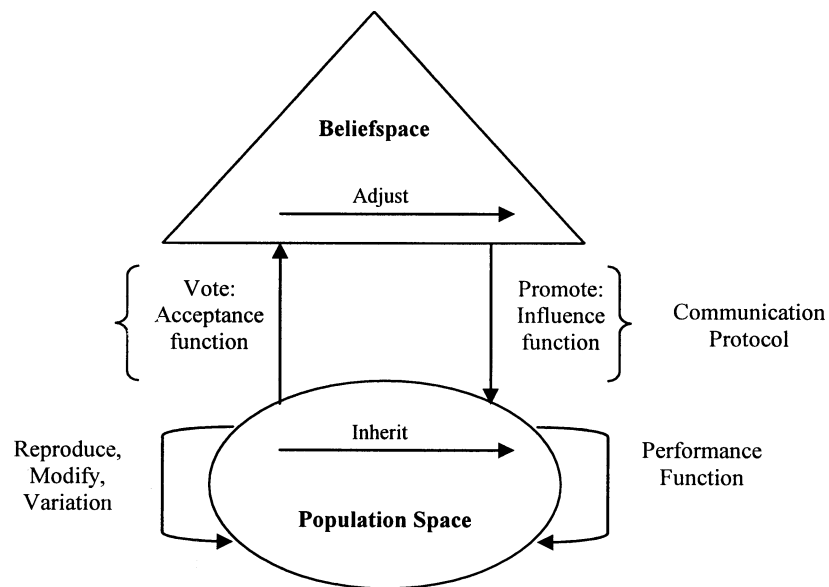 Beliefspace
Adjust
Vote:
Acceptance
function
Promote:
Influence
function
Communication
Protocol
Inherit
Reproduce,
Modify,
Variation
Performance
Function
Population Space